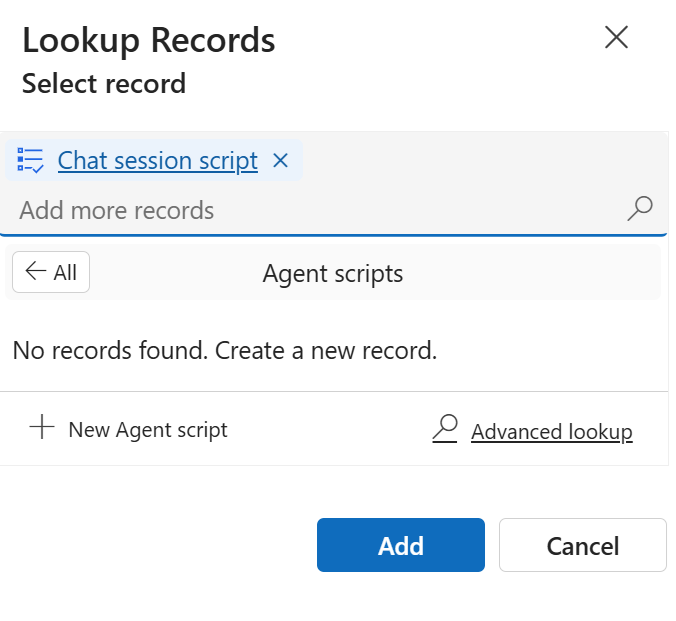 Lookup Records
Select record
Chat session script
Add more records
All
Agent scripts
No records found. Create a new record.
New Agent script
Advanced lookup
Add
Cancel